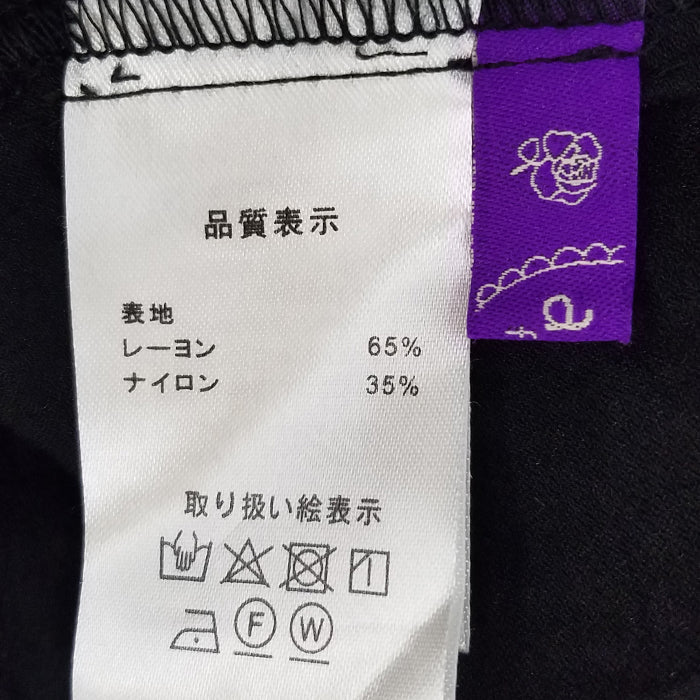 品質表示
表地
レーヨン 65%
ナイロン 35%
取り扱い絵表示
F W